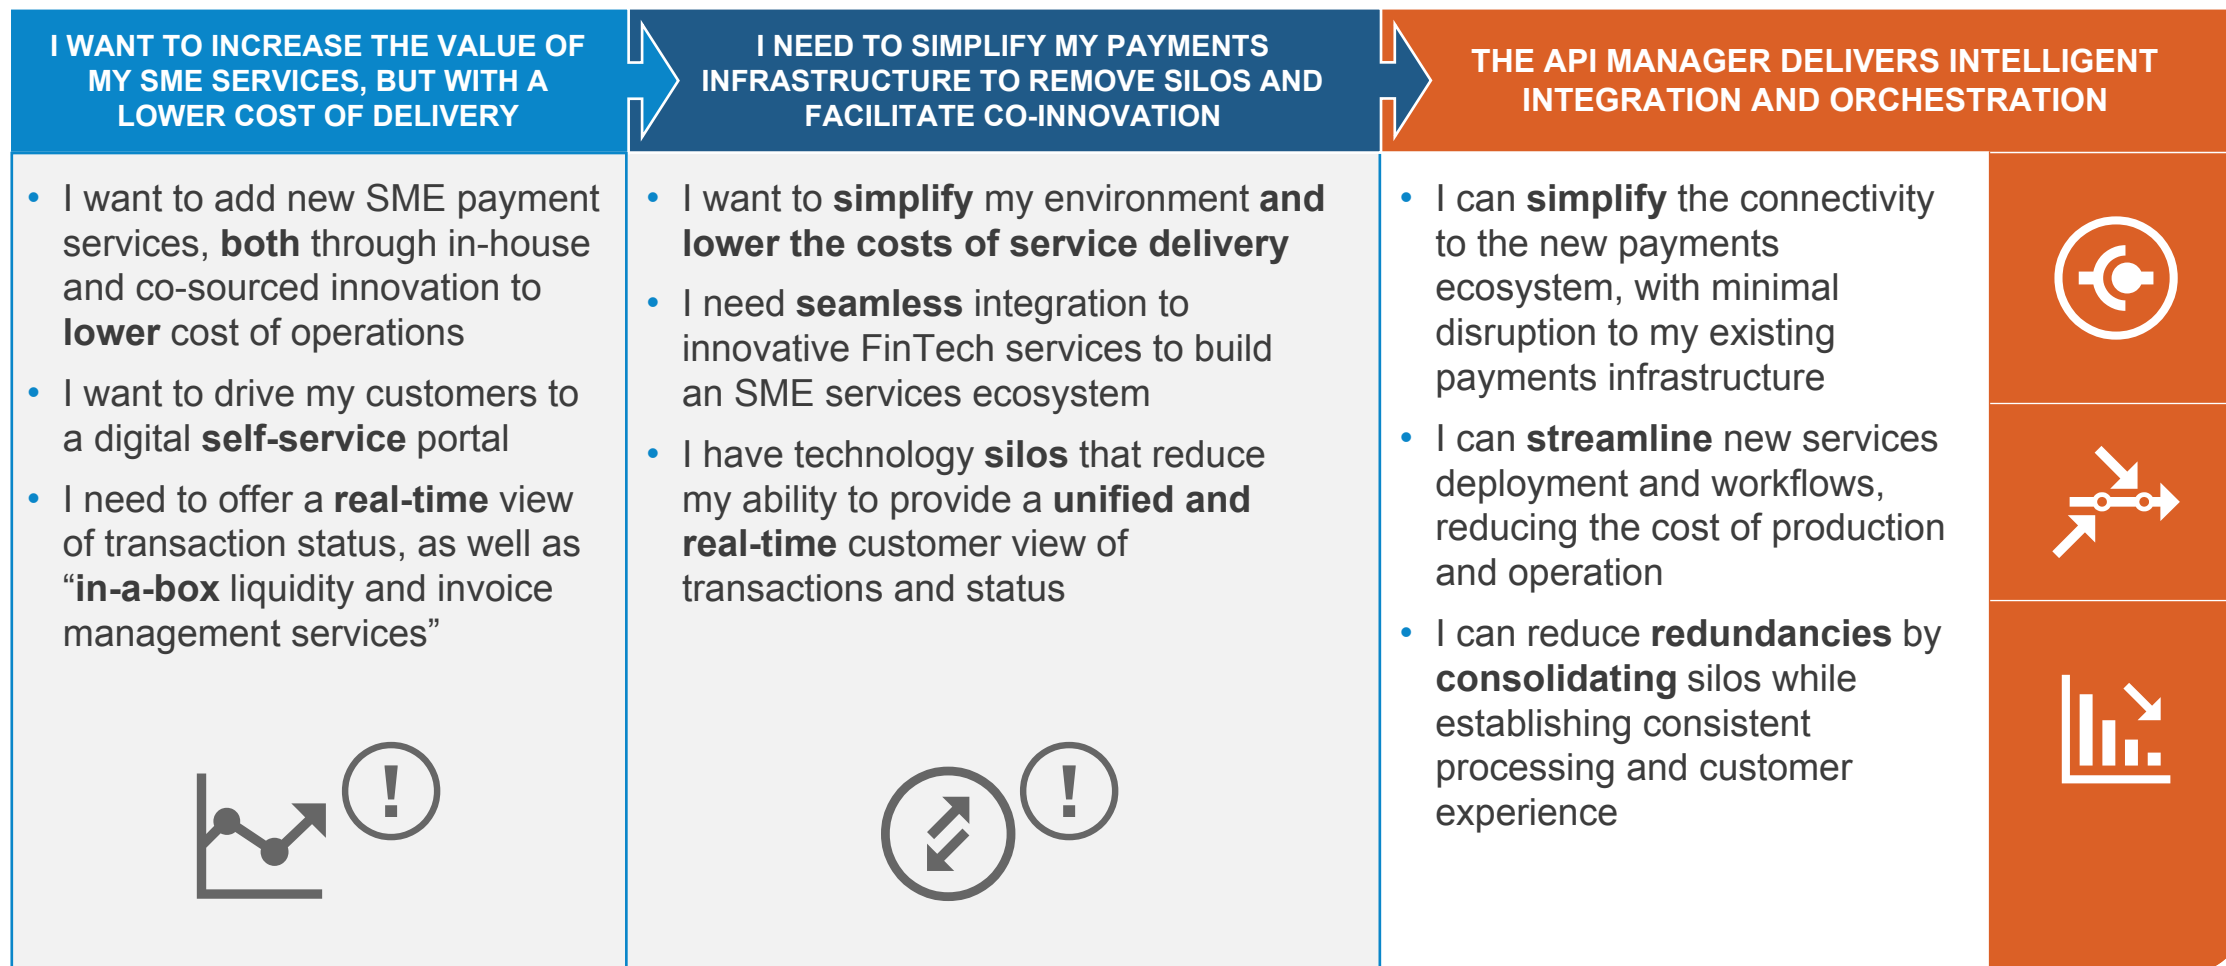 I WANT TO INCREASE THE VALUE OF
MY SME SERVICES, BUT WITH A
LOWER COST OF DELIVERY
• I want to add new SME payment
services, both through in-house
and co-sourced innovation to
lower cost of operations
• I want to drive my customers to
a digital self-service portal
• I need to offer a real-time view
of transaction status, as well as
“in-a-box liquidity and invoice
management services”
!
I NEED TO SIMPLIFY MY PAYMENTS
INFRASTRUCTURE TO REMOVE SILOS AND
FACILITATE CO-INNOVATION
• I want to simplify my environment and
lower the costs of service delivery
• I need seamless integration to
innovative FinTech services to build
an SME services ecosystem
• I have technology silos that reduce
my ability to provide a unified and
real-time customer view of
transactions and status
!
THE API MANAGER DELIVERS INTELLIGENT
INTEGRATION AND ORCHESTRATION
• I can simplify the connectivity
to the new payments
ecosystem, with minimal
disruption to my existing
payments infrastructure
• I can streamline new services
deployment and workflows,
reducing the cost of production
and operation
• I can reduce redundancies by
consolidating silos while
establishing consistent
processing and customer
experience